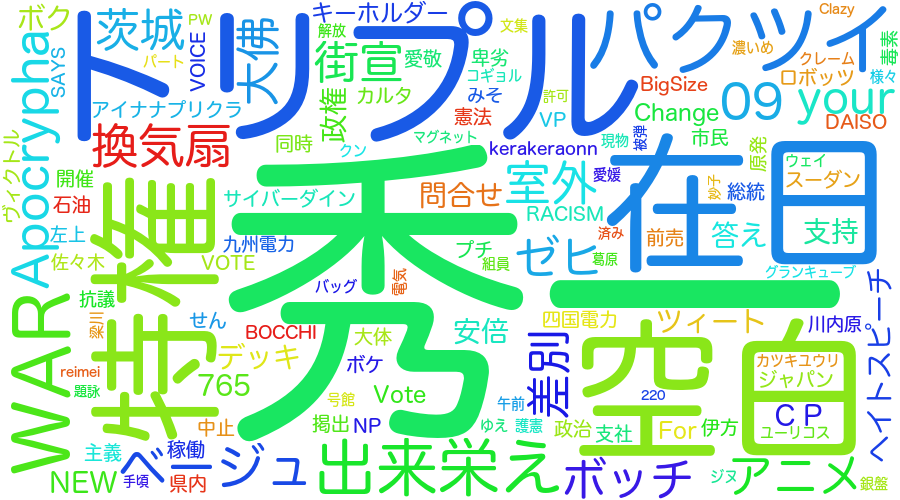 ボク
茨城
PW
キーホルダー
解放
文集
Clazy
SAYS
VOICE
大佛
街宣
愛敬
卑劣
コギョル
パクツイ
濃いめ
クレーム
毒素
パート
トリプル
政権
カルタ
みそ
許可
BigSize
ロボッツ
様々
Apocrypha
アイナナプリクラ
憲法
VP
Change
09
your
DAISO
換気扇
同時
クン
マグネット
kerakeraonn
現物
市民
原発
ヴィクトル
開催
特権
秀乃
室外
愛媛
在日
妙子
総統
ウェイ
スーダン
石油
サイバーダイン
問合せ
RACISM
済み
前売
答え
支持
左上
九州電力
電気
プチ
組員
ゼヒ
葛原
グランキューブ
佐々木
VOTE
バッグ
一
WAR
抗議
梁川
せん
BOCCHI
大体
安倍
四国電力
ツィート
川内原。
ヘイトスピーチ
reimei
題詠
デッキ
ボケ
差別
空自
カツキユウリ
ジャパン
765
号館
Vote
午前
220
CP
中止
掲出
NP
ゆえ
護憲
政治
支社
For
伊方
ユーリコス
主義
稼働
NEW
手頃
ベージュ
県内
出来栄え
ボッチ
ジヌ
アニメ
銀盤